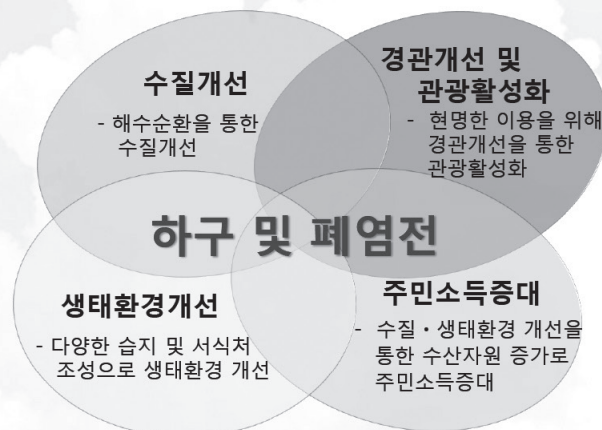 수질개선
- 해수순환을 통한
수질개선
경관개선 및
관광활성화
- 현명한 이용을 위해
경관개선을 통한
관광활성화
하구 및 폐염전
생태환경개선
- 다양한 습지 및 서식처
조성으로 생태환경 개선
주민소득증대
- 수질・생태환경 개선을
통한 수산자원 증가로
주민소득증대